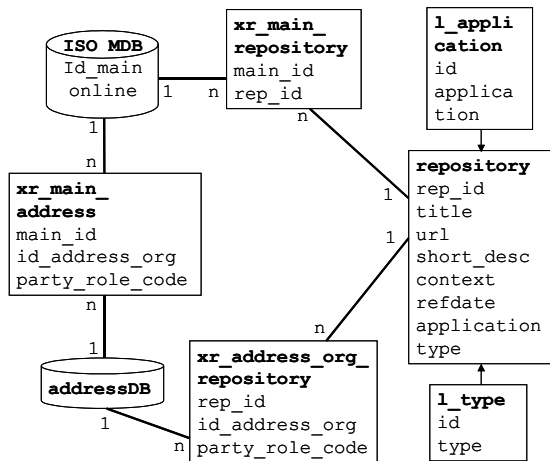 ISO MDB
Id_main
online
1
n
1
n
xr_main_
repository
main_id
rep_id
n
1
l_appli
cation
id
applica
tion
xr_main_
address
main_id
id_address_org
party_role_code
n
1
addressDB
1
n
xr_address_org_
repository
rep_id
id_address_org
party_role_code
n
1
repository
rep_id
title
url
short_desc
context
refdate
application
type
l_type
id
type